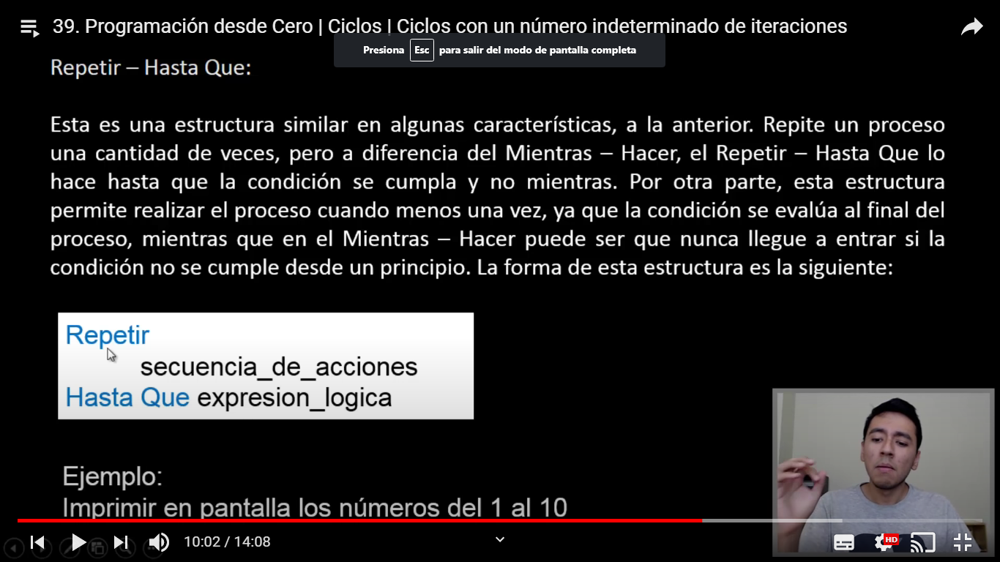 39. Programación desde Cero | Ciclos | Ciclos con un número indeterminado de iteraciones
Presiona Esc para salir del modo de pantalla completa
Repetir – Hasta Que:
Esta es una estructura similar en algunas características, a la anterior. Repite un proceso
una cantidad de veces, pero a diferencia del Mientras – Hacer, el Repetir – Hasta Que lo
hace hasta que la condición se cumpla y no mientras. Por otra parte, esta estructura
permite realizar el proceso cuando menos una vez, ya que la condición se evalúa al final del
proceso, mientras que en el Mientras – Hacer puede ser que nunca llegue a entrar si la
condición no se cumple desde un principio. La forma de esta estructura es la siguiente:
Repetir
secuencia_de_acciones
Hasta Que expresion_logica
Ejemplo:
Imprimir en pantalla los números del 1 al 10
10:02 / 14:08
HD